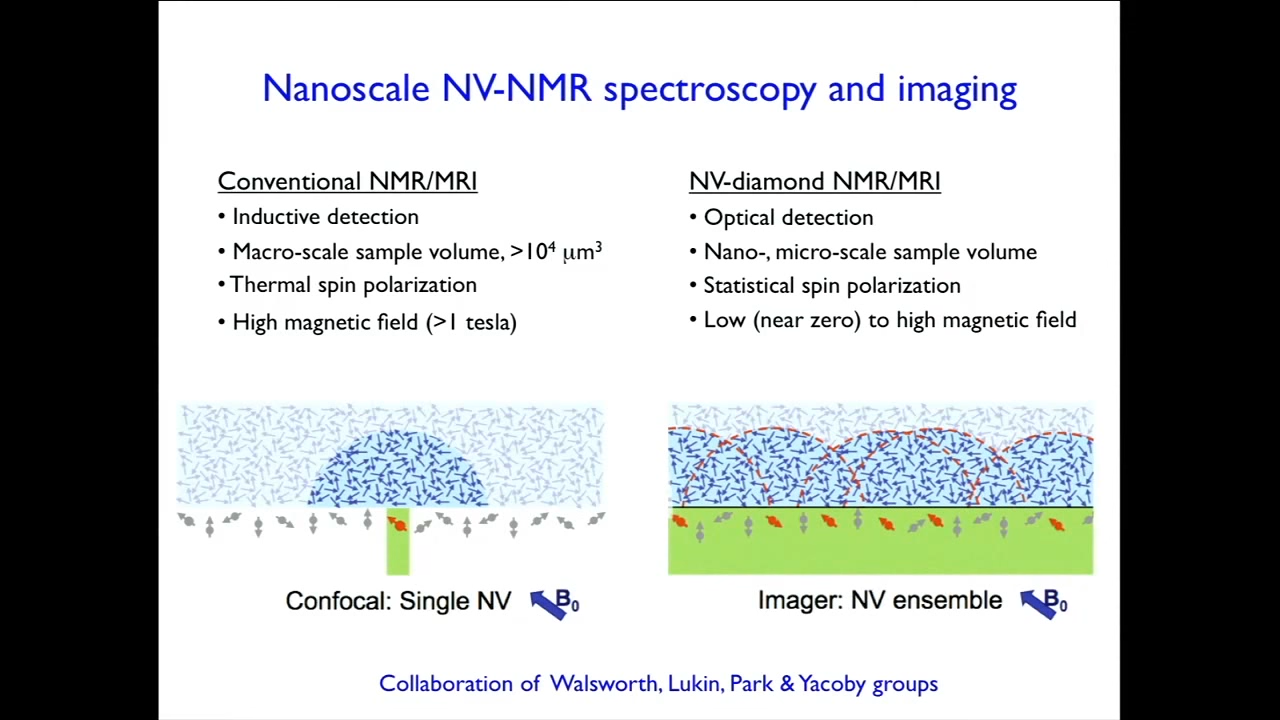 Nanoscale NV-NMR spectroscopy and imaging
Conventional NMR/MRI
• Inductive detection
• Macro-scale sample volume, >10⁴ μm³
• Thermal spin polarization
• High magnetic field (>1 tesla)
NV-diamond NMR/MRI
• Optical detection
• Nano-, micro-scale sample volume
• Statistical spin polarization
• Low (near zero) to high magnetic field
Confocal: Single NV B₀
Imager: NV ensemble B₀
Collaboration of Walsworth, Lukin, Park & Yacoby groups